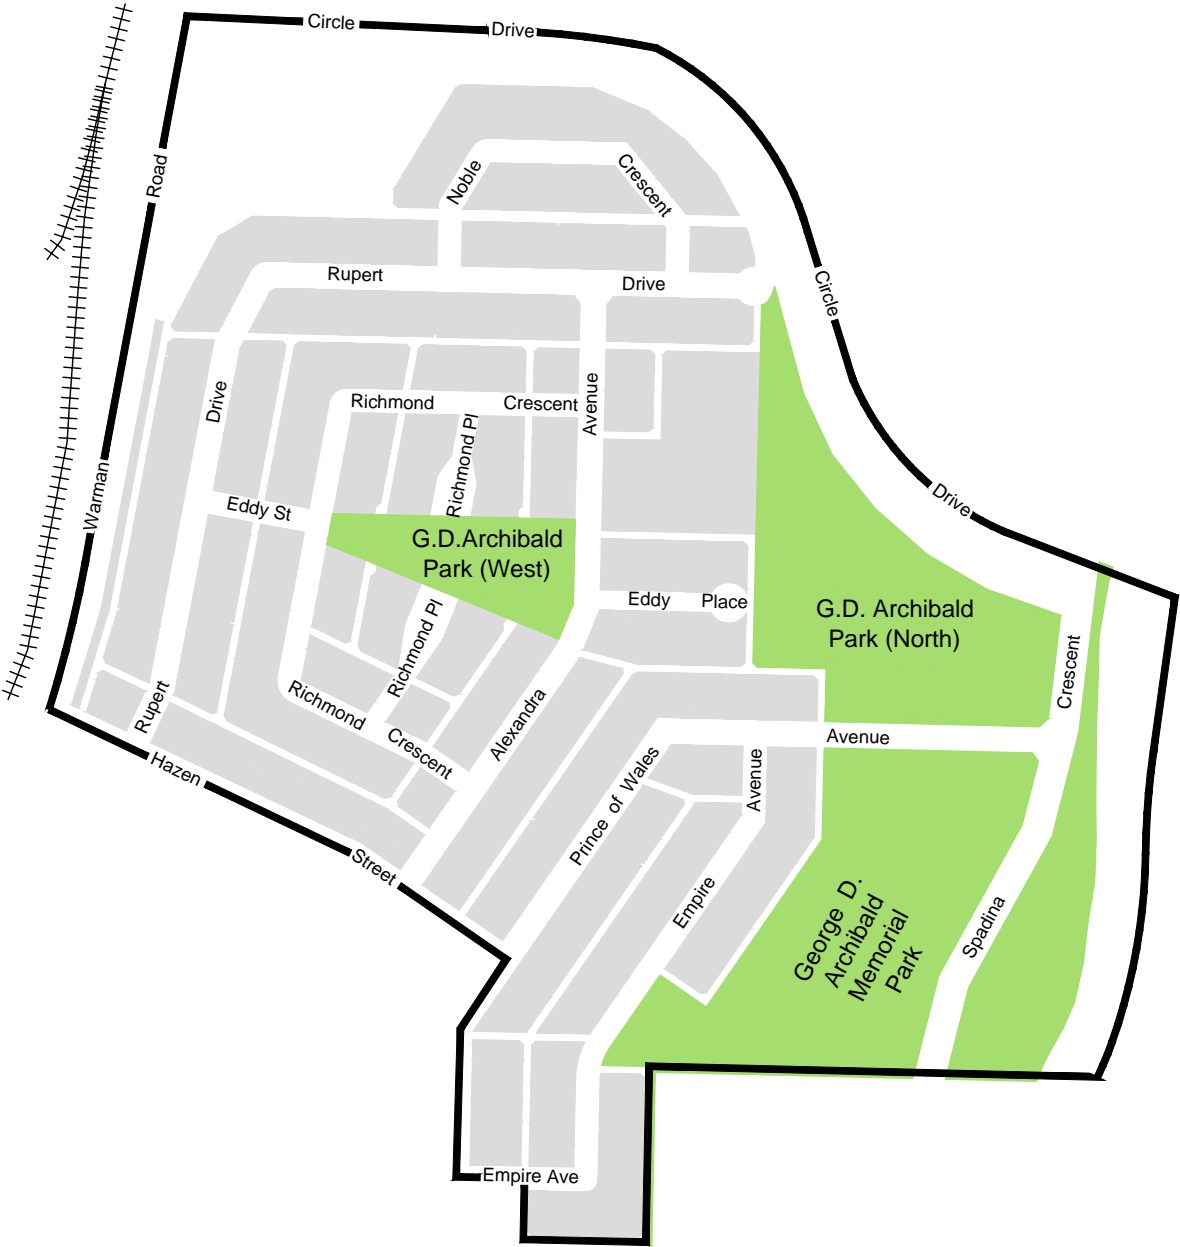 Circle
Drive
Road
Noble
Crescent
Rupert
Drive
Circle
Drive
Avenue
Richmond
Crescent
Richmond Pl
Warman
Eddy St
Drive
G.D.Archibald
Park (West)
Eddy Place
G.D. Archibald
Park (North)
Richmond Pl
Crescent
Rupert
Richmond
Crescent
Alexandra
Avenue
Hazen
Prince of Wales
Avenue
Street
Empire
George D.
Archibald
Memorial
Park
Spadina
Empire Ave